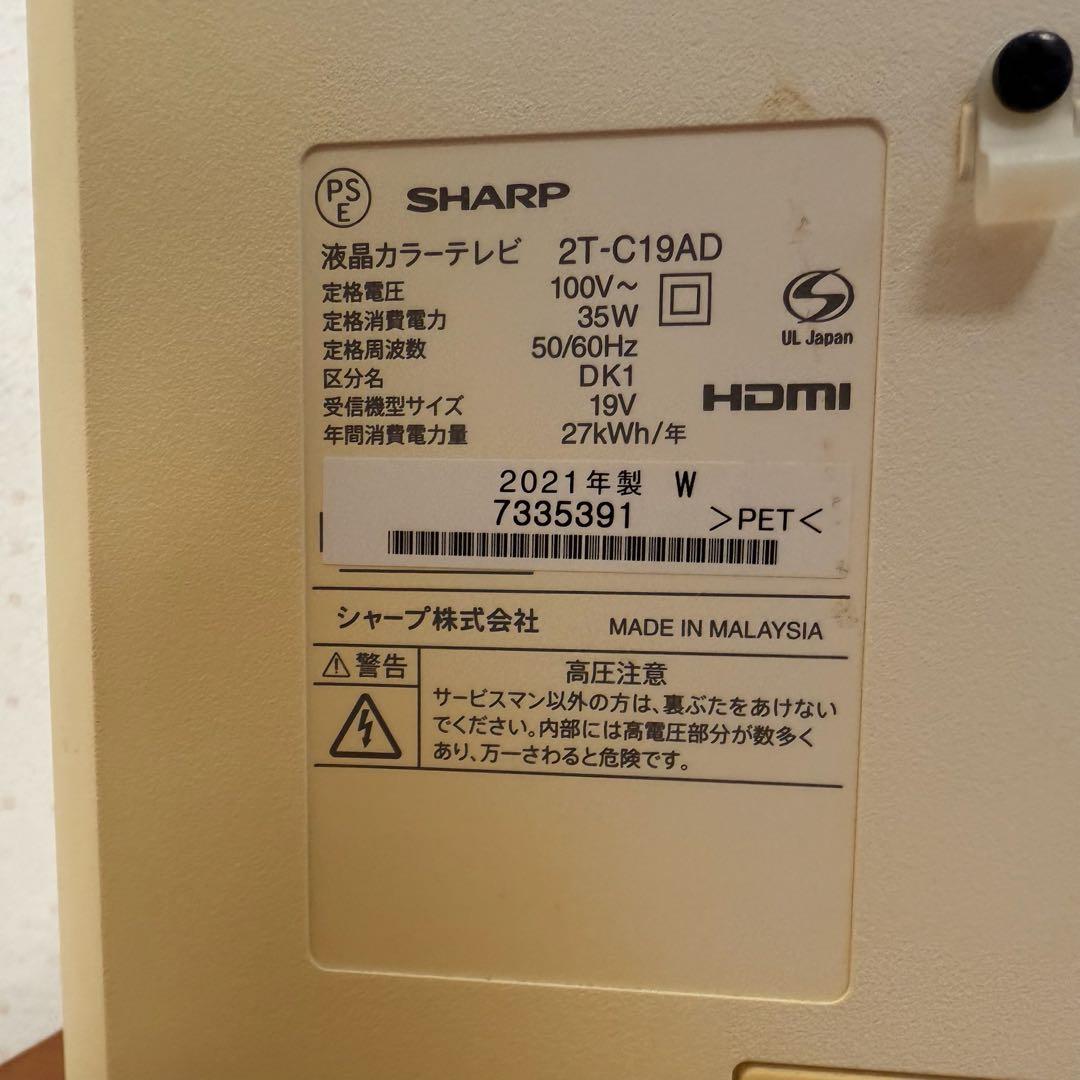 PS
E
SHARP
液晶カラーテレビ 2T-C19AD
定格電圧 100V~
定格消費電力 35W
定格周波数 50/60Hz
区分名 DK1
受信機型サイズ 19V
年間消費電力量 27kWh/年
UL Japan
HDMI
2021年製 W
7335391 >PET<
シャープ株式会社 MADE IN MALAYSIA
警告
高圧注意
サービスマン以外の方は、裏ぶたをあけない
でください。内部には高電圧部分が数多く
あり、万一さわると危険です。